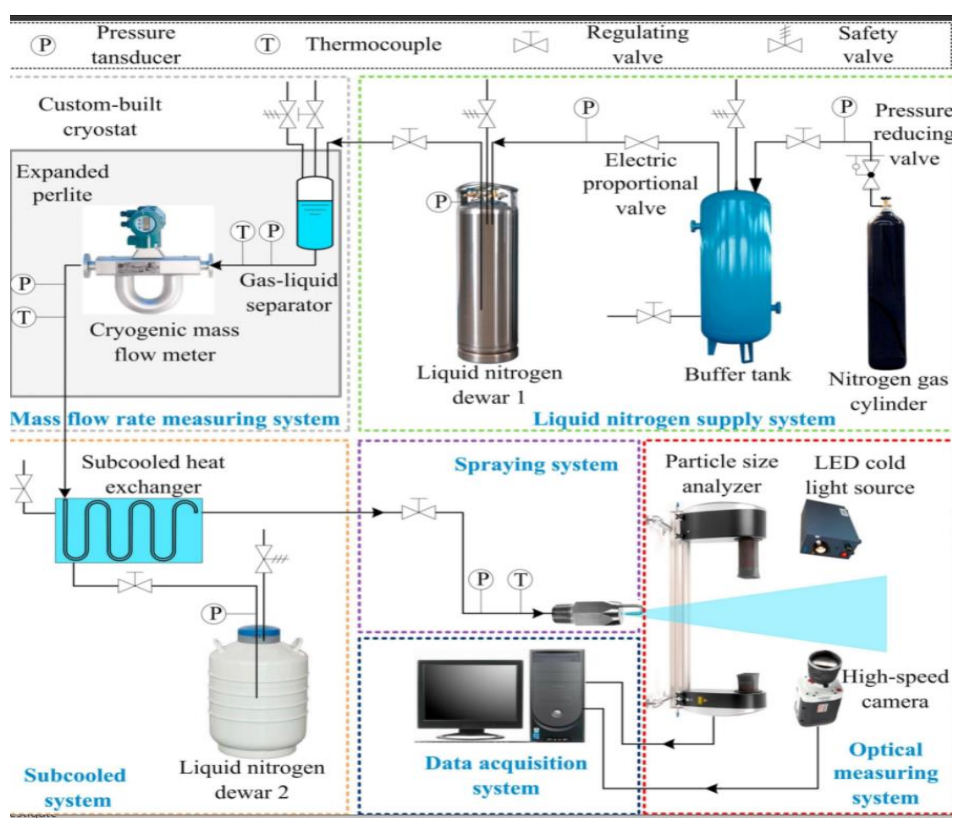 P
Pressure
tansducer
T
Thermocouple
Regulating
valve
Safety
valve
Custom-built
cryostat
Expanded
perlite
T
P
P
T
Gas-liquid
separator
Cryogenic mass
flow meter
Mass flow rate measuring system
P
P
P
Pressure
reducing
valve
Electric
proportional
valve
Liquid nitrogen
dewar 1
Buffer tank
Nitrogen gas
cylinder
Liquid nitrogen supply system
Subcooled heat
exchanger
P
Liquid nitrogen
dewar 2
Subcooled
system
Spraying system
P
T
Data acquisition
system
Particle size
analyzer
LED cold
light source
High-speed
camera
Optical
measuring
system